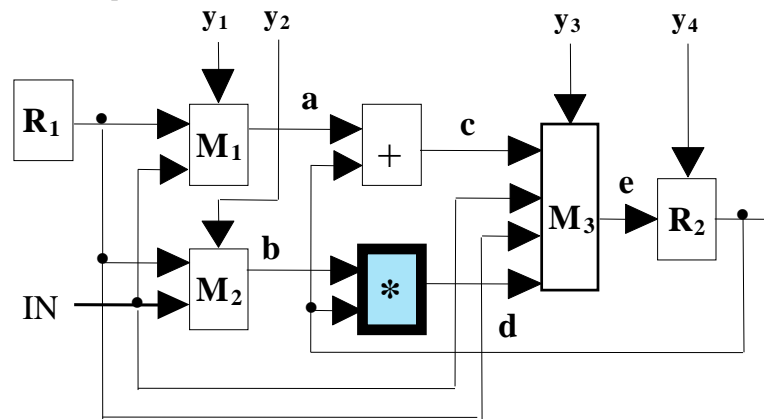 y₁ y₂ y₃ y₄
R₁ M₁ a + c
M₃ e R₂
M₂ b * d
IN